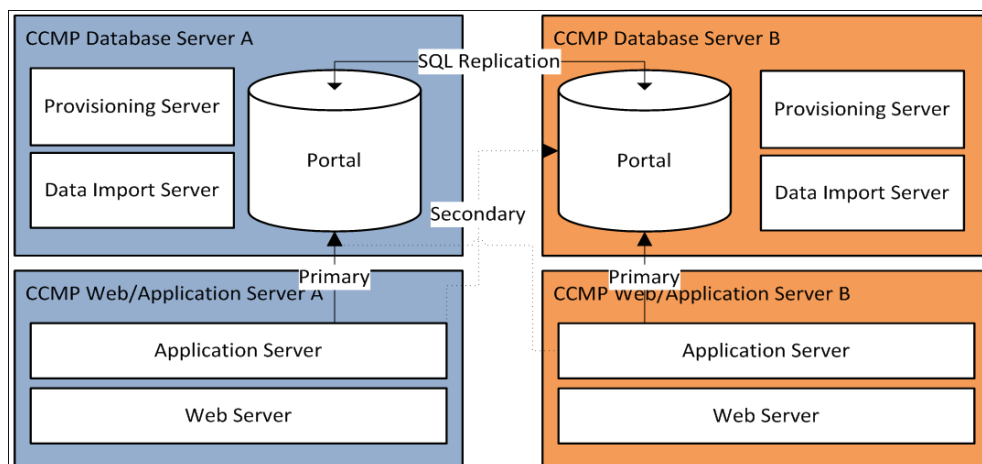 CCMP Database Server A
CCMP Database Server B
SQL Replication
Provisioning Server
Data Import Server
Portal
Portal
Provisioning Server
Data Import Server
Secondary
Primary
Primary
CCMP Web/Application Server A
Application Server
Web Server
CCMP Web/Application Server B
Application Server
Web Server